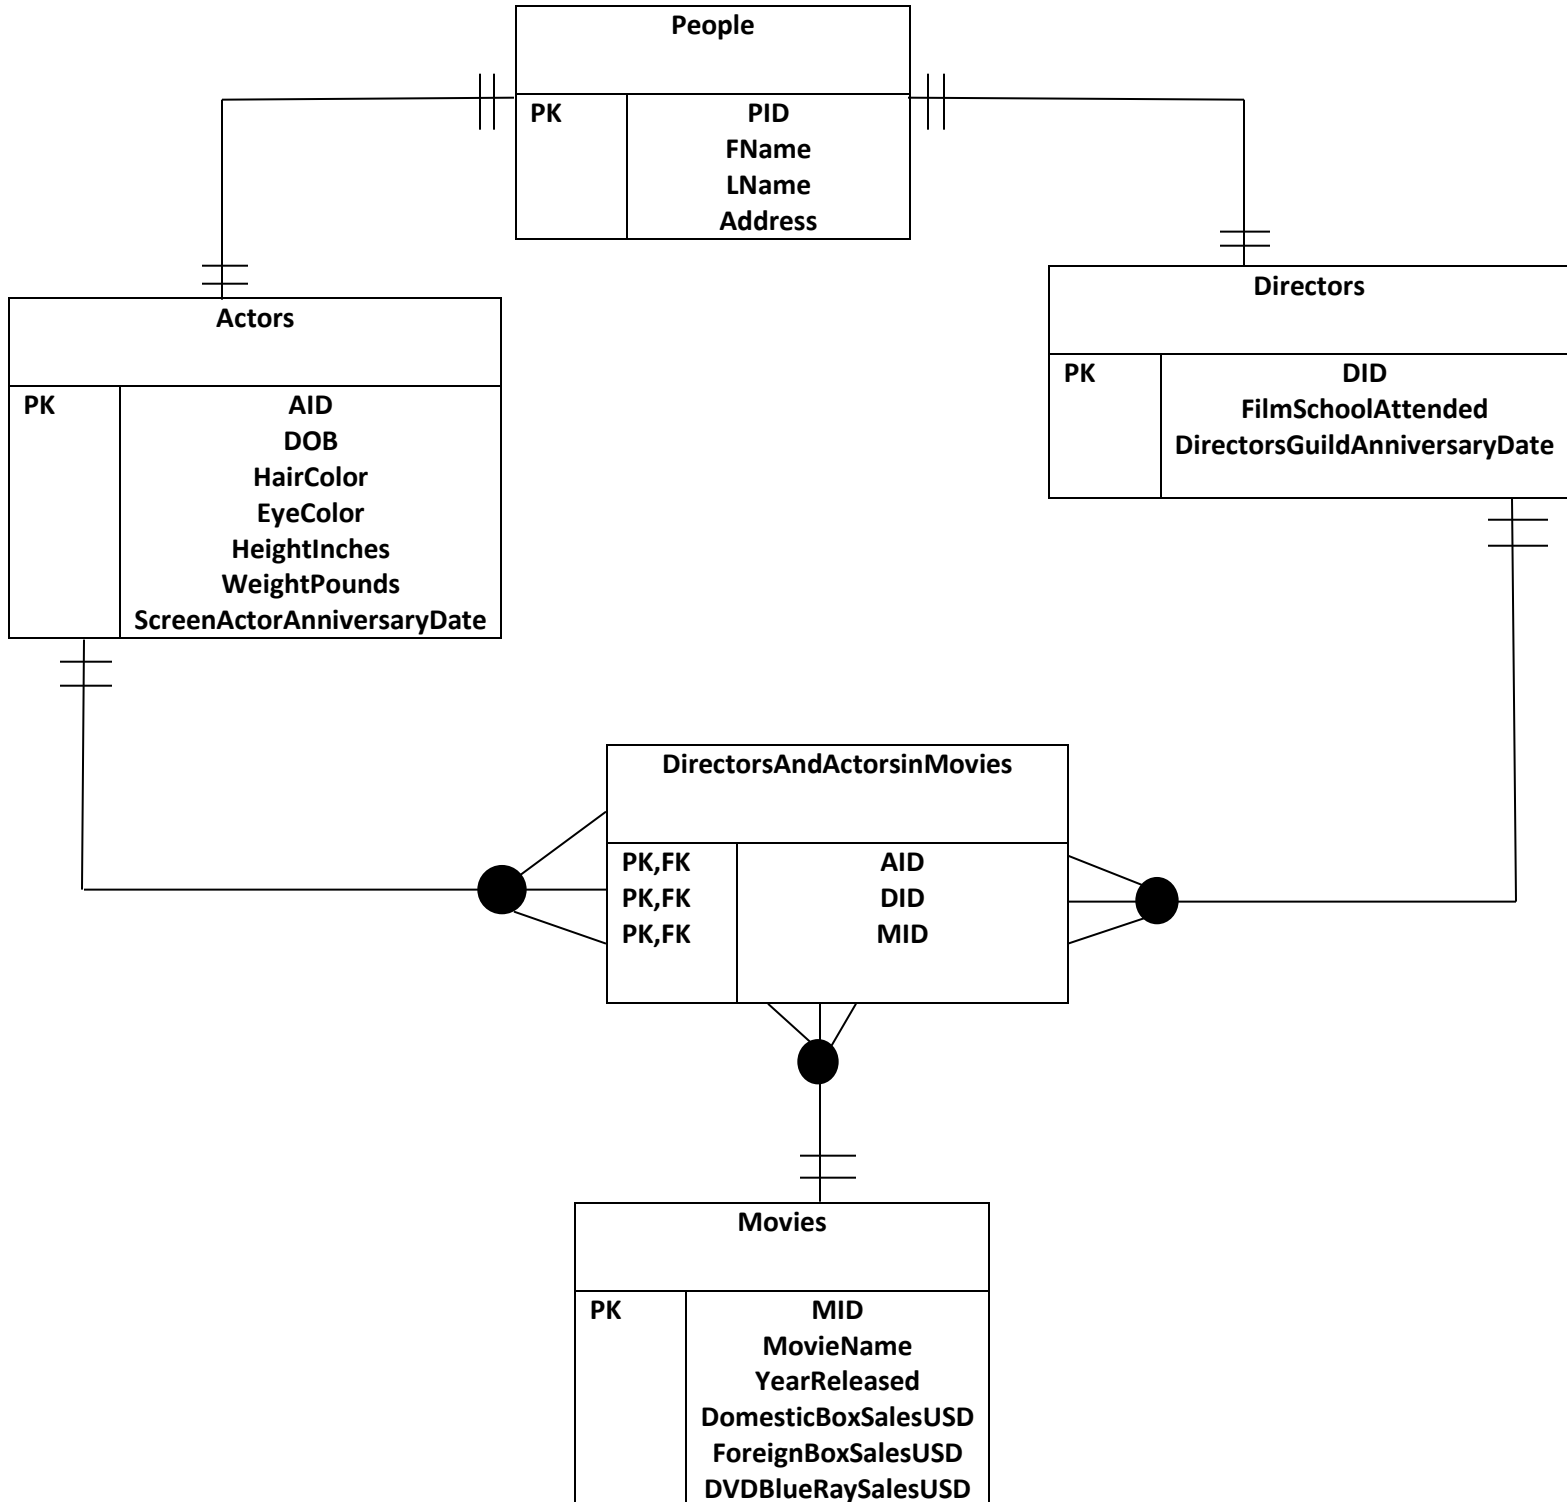 People
PK PID
FName
LName
Address
Actors
PK AID
DOB
HairColor
EyeColor
HeightInches
WeightPounds
ScreenActorAnniversaryDate
Directors
PK DID
FilmSchoolAttended
DirectorsGuildAnniversaryDate
DirectorsAndActorsinMovies
PK,FK AID
PK,FK DID
PK,FK MID
Movies
PK MID
MovieName
YearReleased
DomesticBoxSalesUSD
ForeignBoxSalesUSD
DVDBlueRaySalesUSD